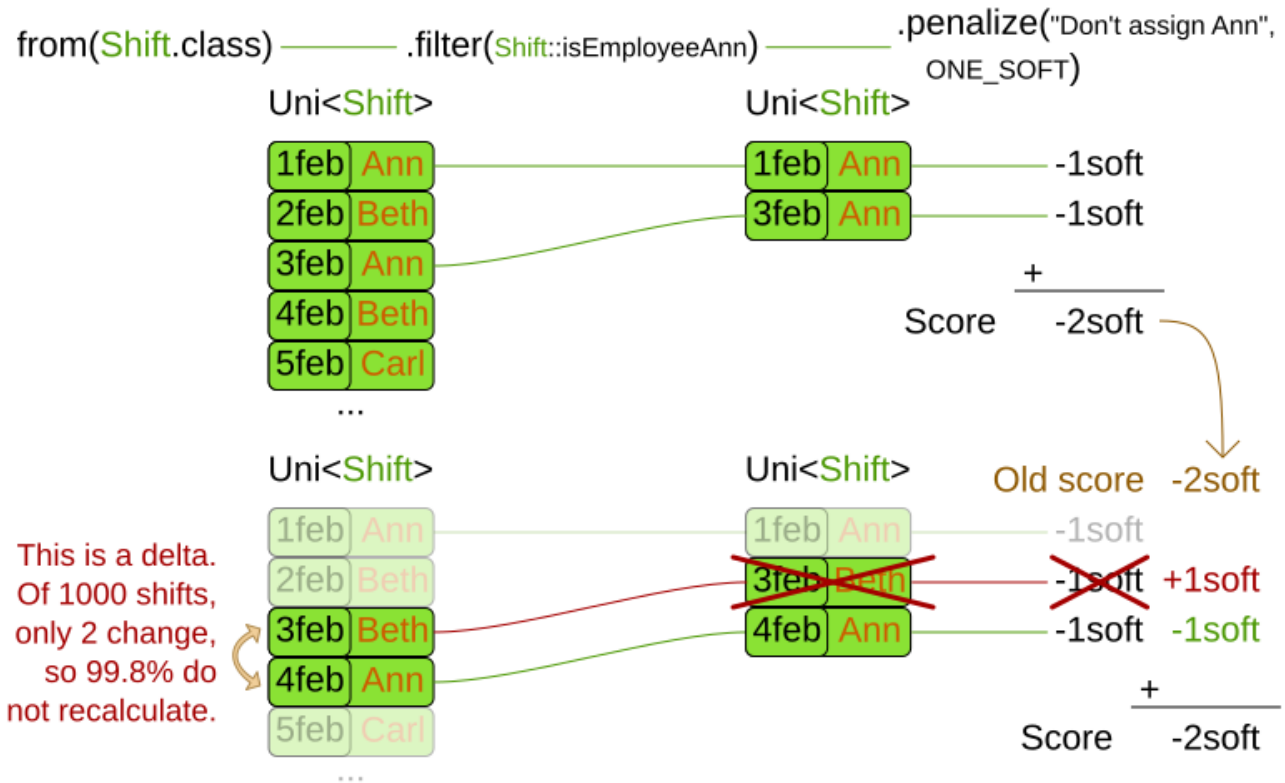 from(Shift.class) .filter(Shift::isEmployeeAnn) .penalize("Don't assign Ann",
ONE_SOFT)
Uni<Shift> Uni<Shift>
1feb Ann 1feb Ann -1soft
2feb Beth 3feb Ann -1soft
3feb Ann
+
4feb Beth
Score -2soft
5feb Carl
...
Uni<Shift> Uni<Shift>
Old score -2soft
1feb Ann 1feb Ann -1soft
This is a delta.
2feb Beth 3feb Beth -1soft +1soft
Of 1000 shifts,
only 2 change,
3feb Beth 4feb Ann -1soft -1soft
so 99.8% do
4feb Ann
+
not recalculate.
5feb Carl
Score -2soft
...